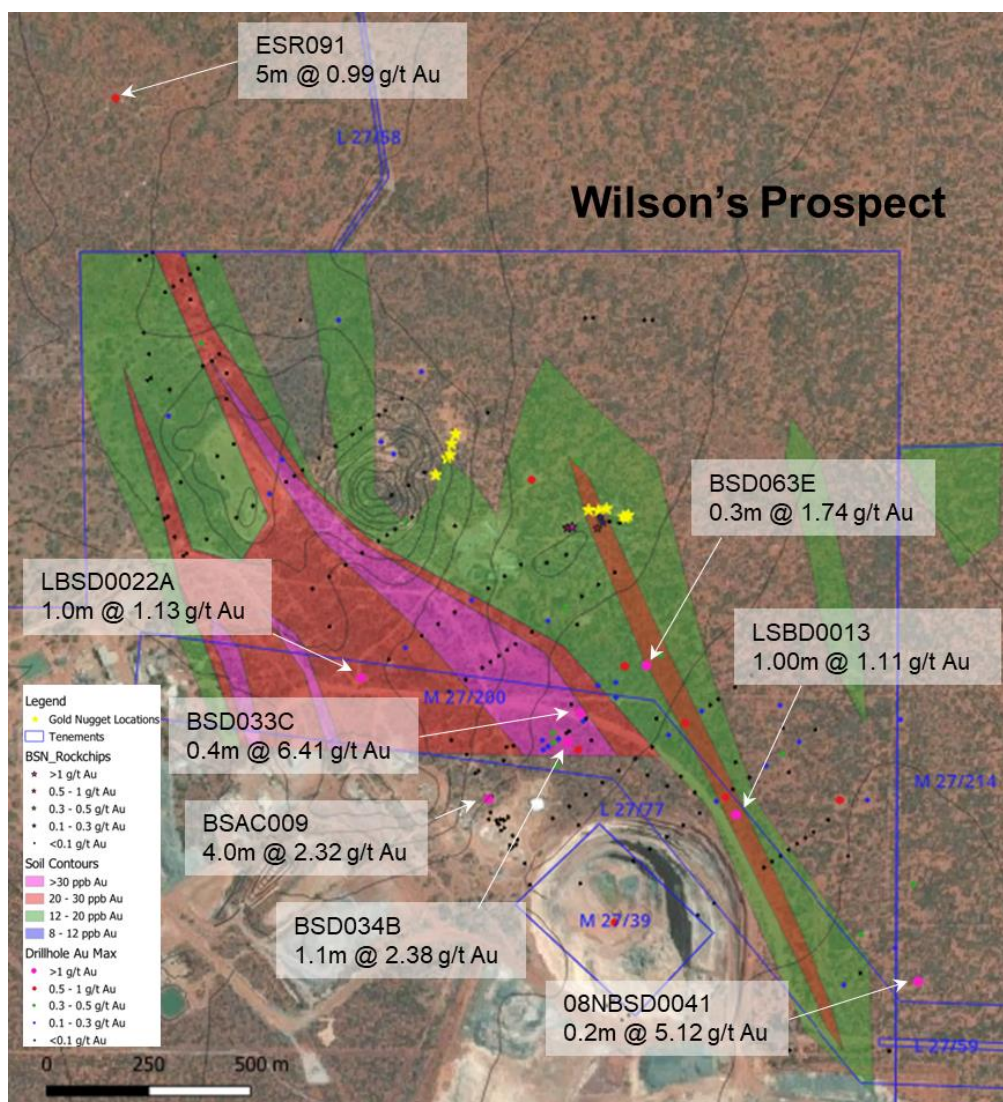 ESR091
5m @ 0.99 g/t Au
L 27/58
Wilson's Prospect
BSD063E
0.3m @ 1.74 g/t Au
LBSD0022A
1.0m @ 1.13 g/t Au
LSBD0013
1.00m @ 1.11 g/t Au
M 27/200
BSD033C
0.4m @ 6.41 g/t Au
M 27/214
L 27/77
BSAC009
4.0m @ 2.32 g/t Au
BSD034B
1.1m @ 2.38 g/t Au
M 27/39
08NBSD0041
0.2m @ 5.12 g/t Au
L 27/59
Legend
Gold Nugget Locations
Tenements
BSN_Rockchips
>1 g/t Au
0.5 - 1 g/t Au
0.3 - 0.5 g/t Au
0.1 - 0.3 g/t Au
<0.1 g/t Au
Soil Contours
>30 ppb Au
20 - 30 ppb Au
12 - 20 ppb Au
8 - 12 ppb Au
Drillhole Au Max
>1 g/t Au
0.5 - 1 g/t Au
0.3 - 0.5 g/t Au
0.1 - 0.3 g/t Au
<0.1 g/t Au
0 250 500 m